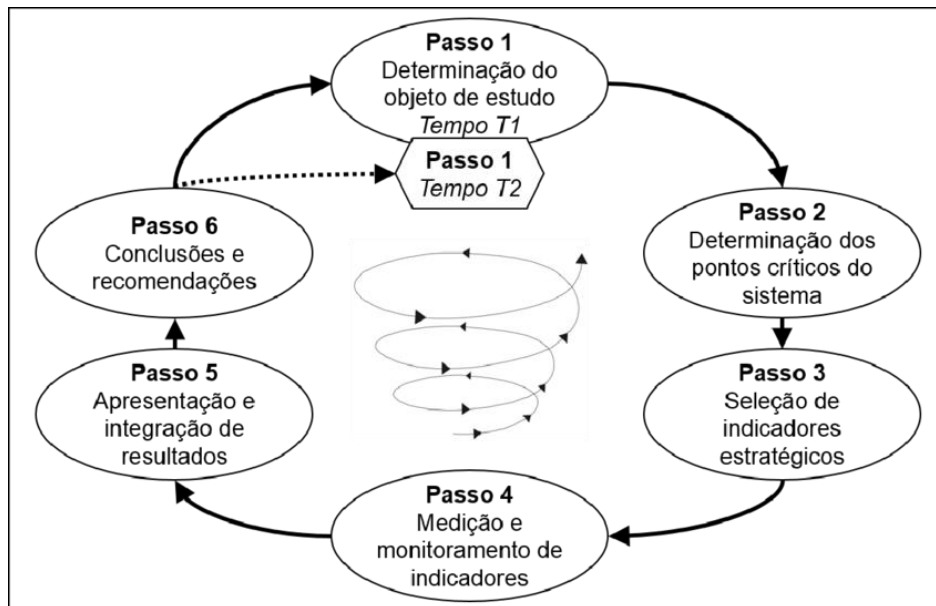 Passo 1
Determinação do
objeto de estudo
Tempo T1
Passo 1
Tempo T2
Passo 2
Determinação dos
pontos críticos do
sistema
Passo 3
Seleção de
indicadores
estratégicos
Passo 4
Medição e
monitoramento de
indicadores
Passo 5
Apresentação e
integração de
resultados
Passo 6
Conclusões e
recomendações